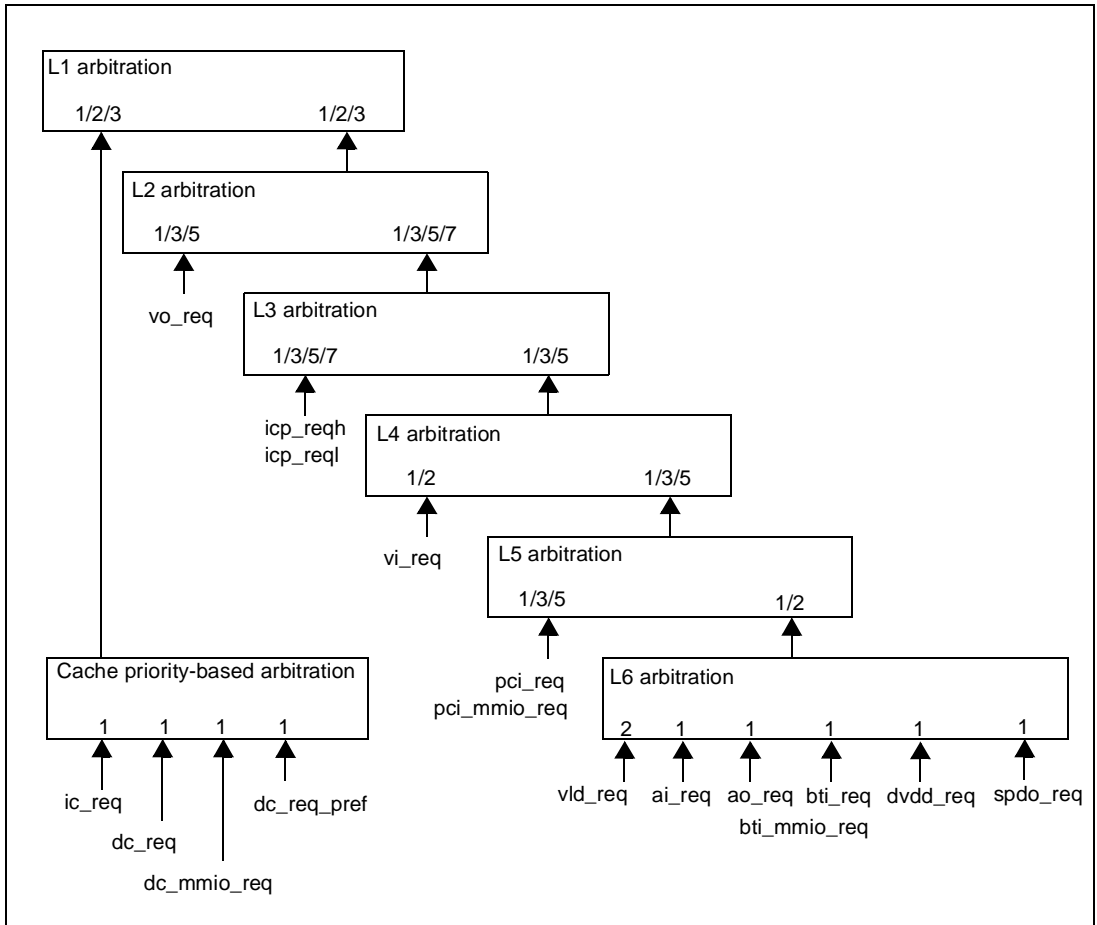 L1 arbitration
1/2/3 1/2/3
L2 arbitration
1/3/5 1/3/5/7
vo_req
L3 arbitration
1/3/5/7 1/3/5
icp_reqh
icp_reql
L4 arbitration
1/2 1/3/5
vi_req
L5 arbitration
1/3/5 1/2
pci_req
pci_mmio_req
Cache priority-based arbitration
1 1 1 1
ic_req
dc_req
dc_mmio_req
dc_req_pref
L6 arbitration
2 1 1 1 1 1
vld_req ai_req ao_req bti_req dvdd_req spdo_req
bti_mmio_req